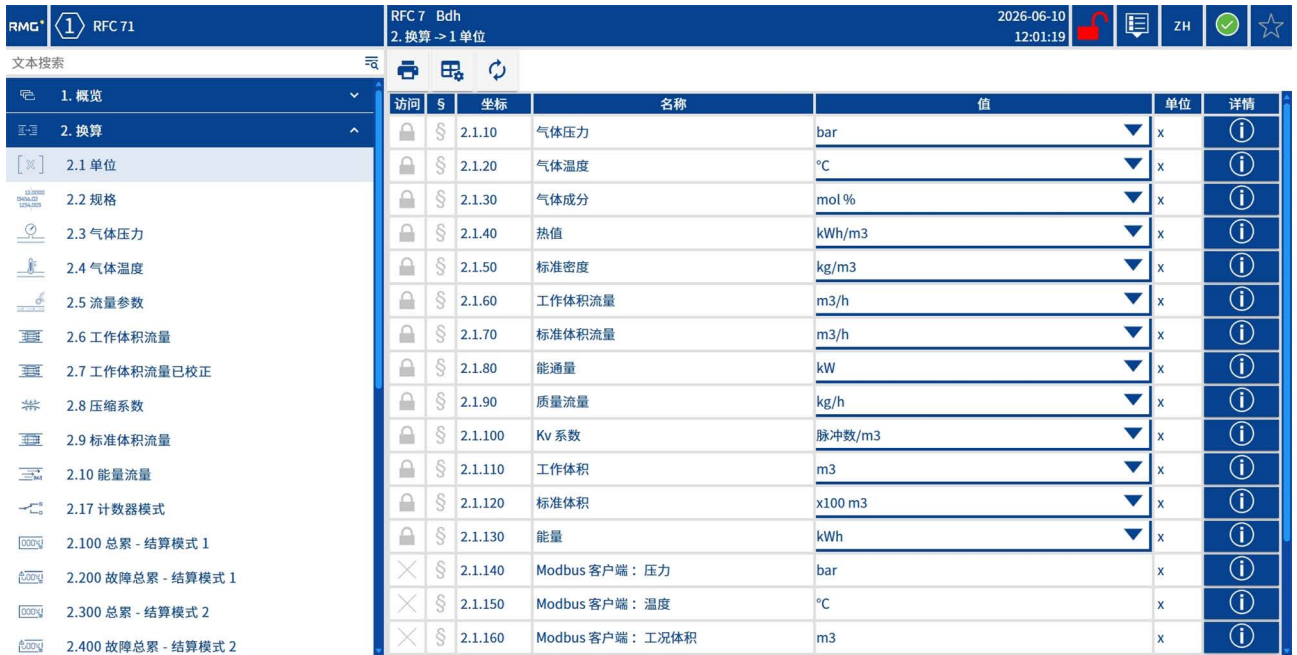 RMG 1 RFC 71
RFC 7 Bdh
2. 换算 -> 1 单位
2026-06-10
12:01:19
ZH
文本搜索
1. 概览
2. 换算
2.1 单位
2.2 规格
2.3 气体压力
2.4 气体温度
2.5 流量参数
2.6 工作体积流量
2.7 工作体积流量已校正
2.8 压缩系数
2.9 标准体积流量
2.10 能量流量
2.17 计数器模式
2.100 总累 - 结算模式 1
2.200 故障总累 - 结算模式 1
2.300 总累 - 结算模式 2
2.400 故障总累 - 结算模式 2
访问 § 坐标 名称 值 单位 详情
§ 2.1.10 气体压力 bar x
§ 2.1.20 气体温度 °C x
§ 2.1.30 气体成分 mol % x
§ 2.1.40 热值 kWh/m3 x
§ 2.1.50 标准密度 kg/m3 x
§ 2.1.60 工作体积流量 m3/h x
§ 2.1.70 标准体积流量 m3/h x
§ 2.1.80 能通量 kW x
§ 2.1.90 质量流量 kg/h x
§ 2.1.100 Kv 系数 脉冲数/m3 x
§ 2.1.110 工作体积 m3 x
§ 2.1.120 标准体积 x100 m3 x
§ 2.1.130 能量 kWh x
§ 2.1.140 Modbus 客户端： 压力 bar x
§ 2.1.150 Modbus 客户端： 温度 °C x
§ 2.1.160 Modbus 客户端： 工况体积 m3 x